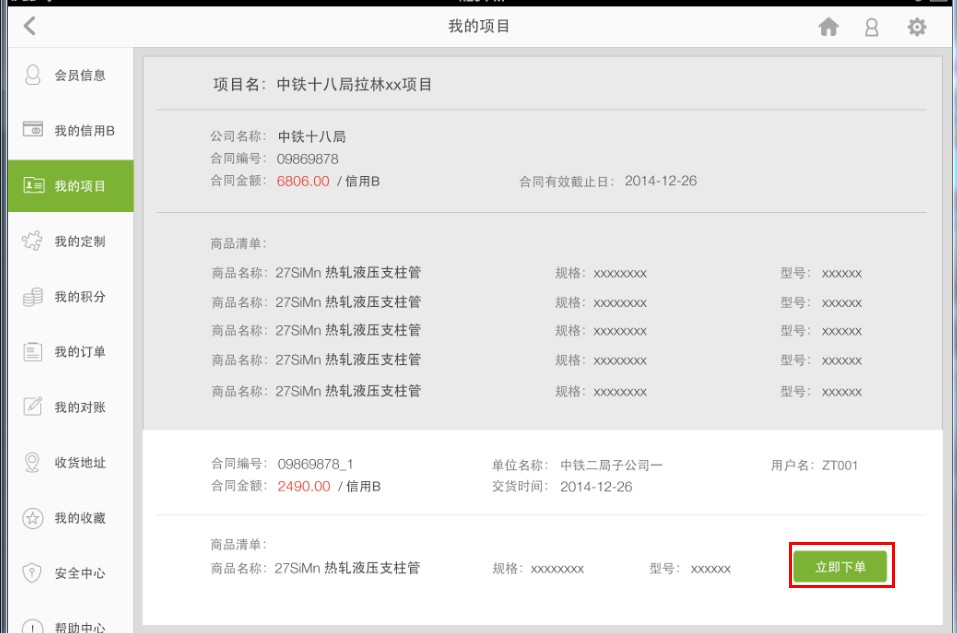 我的项目
会员信息
我的信用B
我的项目
我的定制
我的积分
我的订单
我的对账
收货地址
我的收藏
安全中心
帮助中心
项目名： 中铁十八局拉林xx项目
公司名称： 中铁十八局
合同编号： 09869878
合同金额： 6806.00 / 信用B 合同有效截止日： 2014-12-26
商品清单：
商品名称： 27SiMn 热轧液压支柱管 规格： xxxxxxxx 型号： xxxxxx
商品名称： 27SiMn 热轧液压支柱管 规格： xxxxxxxx 型号： xxxxxx
商品名称： 27SiMn 热轧液压支柱管 规格： xxxxxxxx 型号： xxxxxx
商品名称： 27SiMn 热轧液压支柱管 规格： xxxxxxxx 型号： xxxxxx
商品名称： 27SiMn 热轧液压支柱管 规格： xxxxxxxx 型号： xxxxxx
合同编号： 09869878_1 单位名称： 中铁二局子公司一 用户名： ZT001
合同金额： 2490.00 / 信用B 交货时间： 2014-12-26
商品清单：
商品名称： 27SiMn 热轧液压支柱管 规格： xxxxxxxx 型号： xxxxxx 立即下单